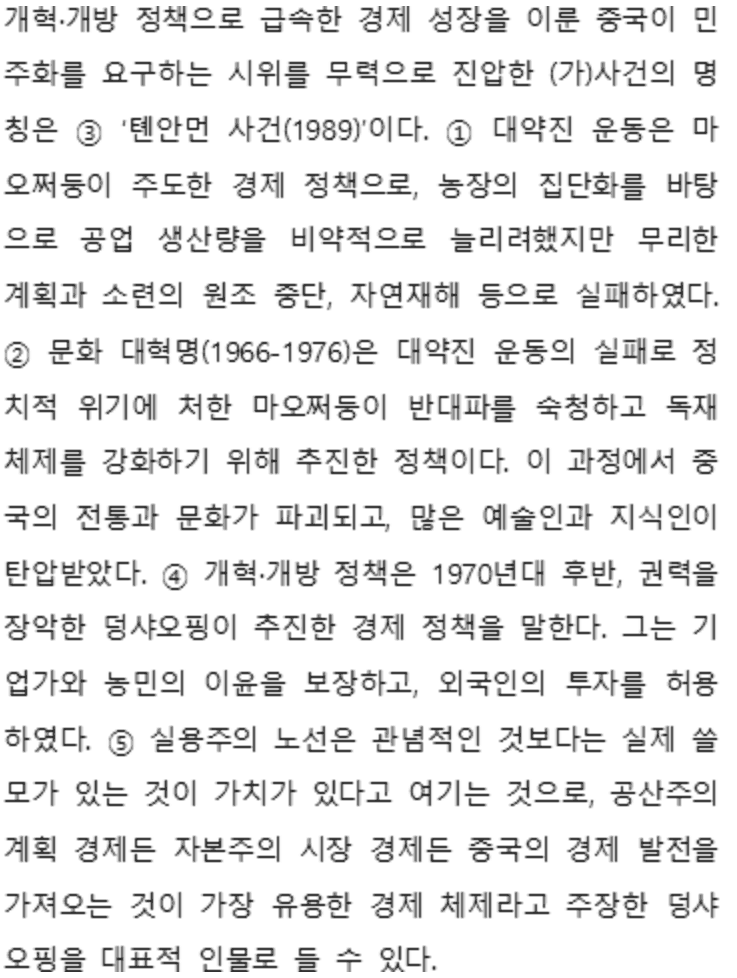 개혁·개방 정책으로 급속한 경제 성장을 이룬 중국이 민
주화를 요구하는 시위를 무력으로 진압한 (가)사건의 명
칭은 ③ '톈안먼 사건(1989)'이다. ① 대약진 운동은 마
오쩌둥이 주도한 경제 정책으로, 농장의 집단화를 바탕
으로 공업 생산량을 비약적으로 늘리려했지만 무리한
계획과 소련의 원조 중단, 자연재해 등으로 실패하였다.
② 문화 대혁명(1966-1976)은 대약진 운동의 실패로 정
치적 위기에 처한 마오쩌둥이 반대파를 숙청하고 독재
체제를 강화하기 위해 추진한 정책이다. 이 과정에서 중
국의 전통과 문화가 파괴되고, 많은 예술인과 지식인이
탄압받았다. ④ 개혁·개방 정책은 1970년대 후반, 권력을
장악한 덩샤오핑이 추진한 경제 정책을 말한다. 그는 기
업가와 농민의 이윤을 보장하고, 외국인의 투자를 허용
하였다. ⑤ 실용주의 노선은 관념적인 것보다는 실제 쓸
모가 있는 것이 가치가 있다고 여기는 것으로, 공산주의
계획 경제든 자본주의 시장 경제든 중국의 경제 발전을
가져오는 것이 가장 유용한 경제 체제라고 주장한 덩샤
오핑을 대표적 인물로 들 수 있다.